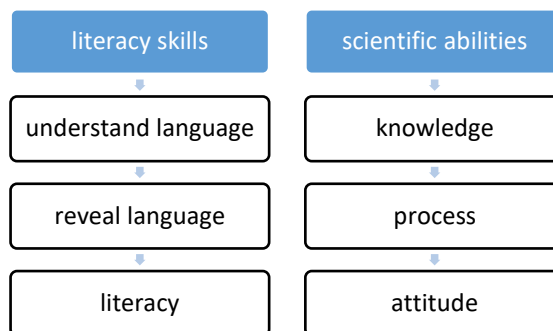 literacy skills
understand language
reveal language
literacy
scientific abilities
knowledge
process
attitude